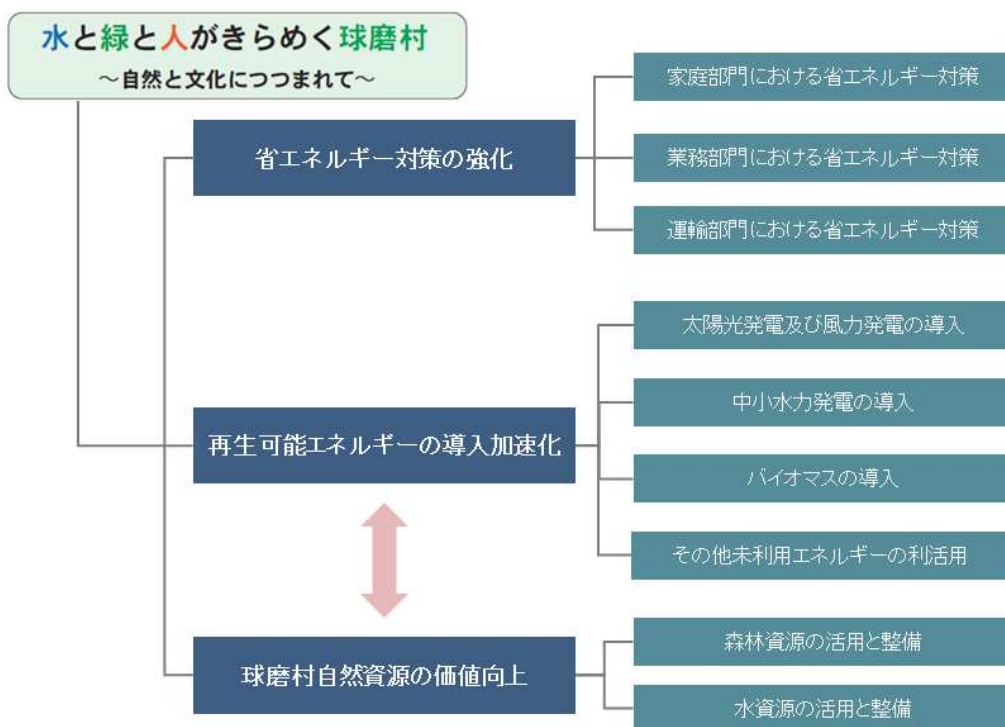 水と緑と人がきらめく球磨村
～自然と文化につつまれて～
省エネルギー対策の強化
家庭部門における省エネルギー対策
業務部門における省エネルギー対策
運輸部門における省エネルギー対策
再生可能エネルギーの導入加速化
太陽光発電及び風力発電の導入
中小水力発電の導入
バイオマスの導入
その他未利用エネルギーの利活用
球磨村自然資源の価値向上
森林資源の活用と整備
水資源の活用と整備